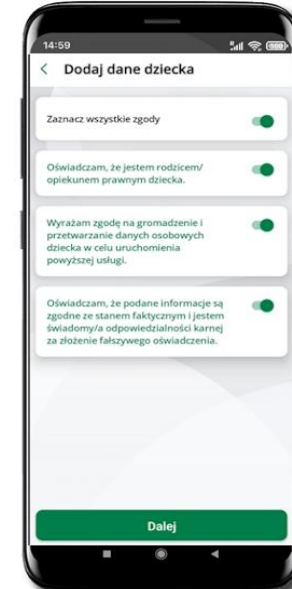 14:59
Dodaj dane dziecka
Zaznacz wszystkie zgody
Oświadczam, że jestem rodzicem/
opiekunem prawnym dziecka.
Wyrażam zgodę na gromadzenie i
przetwarzanie danych osobowych
dziecka w celu uruchomienia
powyższej usługi.
Oświadczam, że podane informacje są
zgodne ze stanem faktycznym i jestem
świadomy/a odpowiedzialności karnej
za złożenie fałszywego oświadczenia.
Dalej